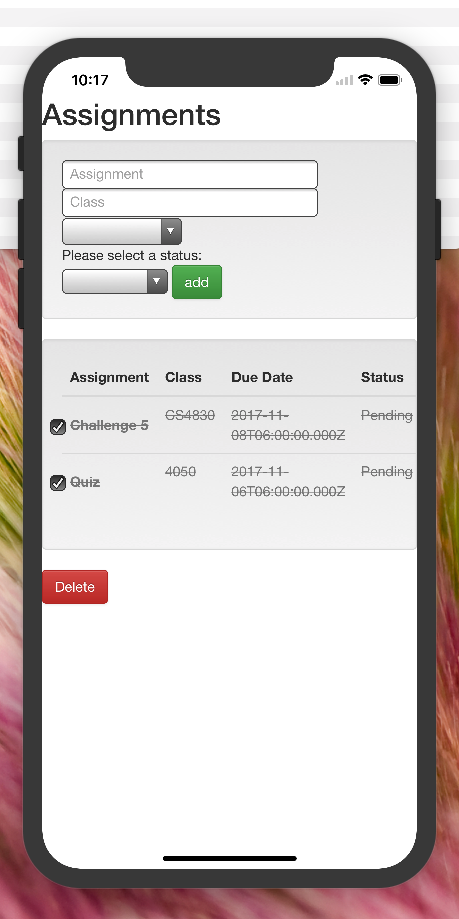 10:17
Assignments
Assignment
Class
Please select a status:
add
Assignment Class Due Date Status
Challenge 5 CS4830 2017-11-08T06:00:00.000Z Pending
Quiz 4050 2017-11-06T06:00:00.000Z Pending
Delete